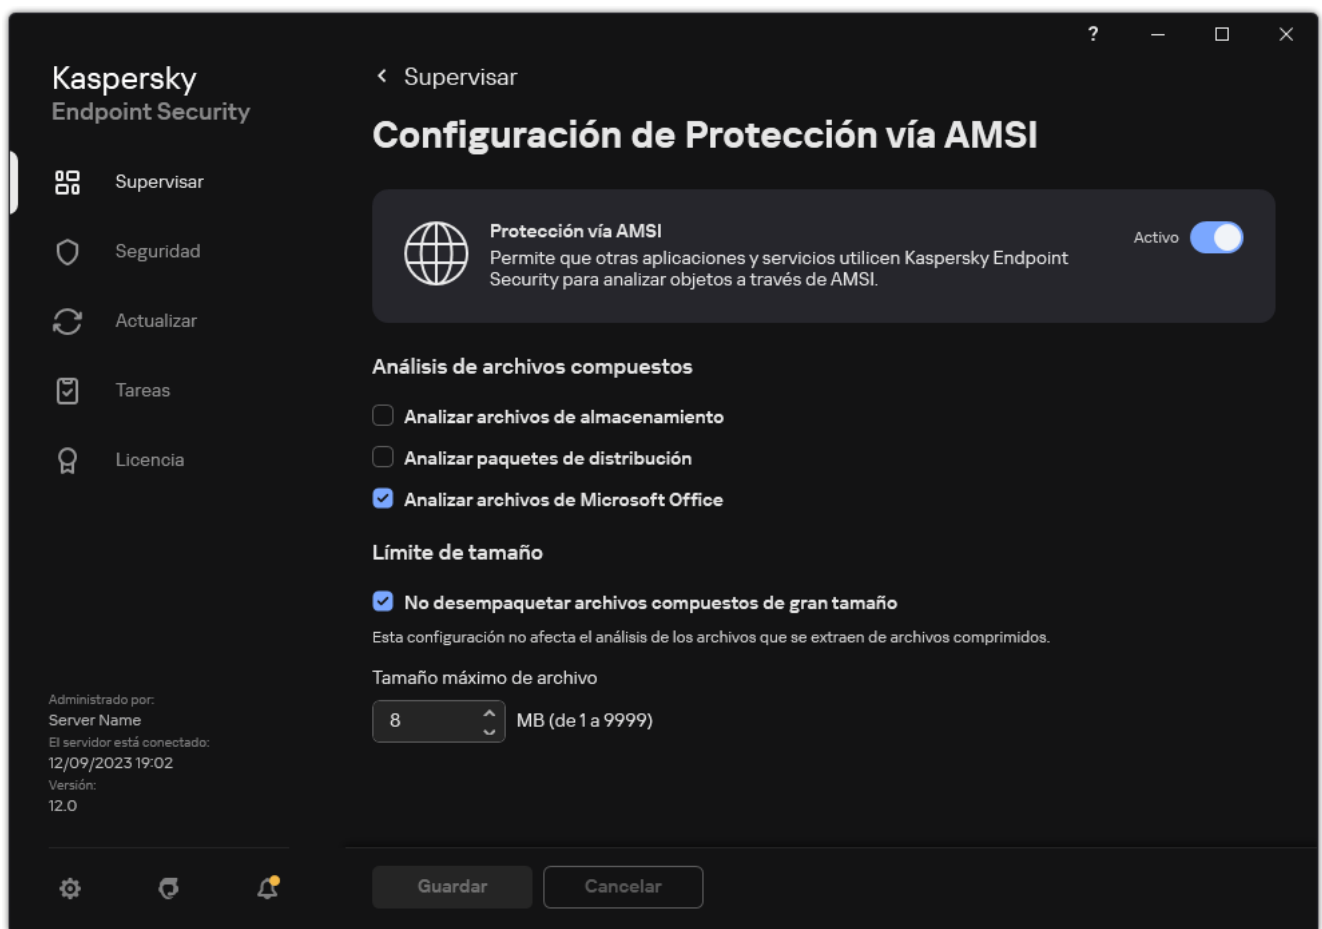 ?
Kaspersky
Endpoint Security
Supervisar
Seguridad
Actualizar
Tareas
Licencia
Administrado por:
Server Name
El servidor está conectado:
12/09/2023 19:02
Versión:
12.0
Supervisar
Configuración de Protección vía AMSI
Protección vía AMSI
Permite que otras aplicaciones y servicios utilicen Kaspersky Endpoint
Security para analizar objetos a través de AMSI.
Activo
Análisis de archivos compuestos
Analizar archivos de almacenamiento
Analizar paquetes de distribución
Analizar archivos de Microsoft Office
Límite de tamaño
No desempaquetar archivos compuestos de gran tamaño
Esta configuración no afecta el análisis de los archivos que se extraen de archivos comprimidos.
Tamaño máximo de archivo
8 MB (de 1 a 9999)
Guardar Cancelar